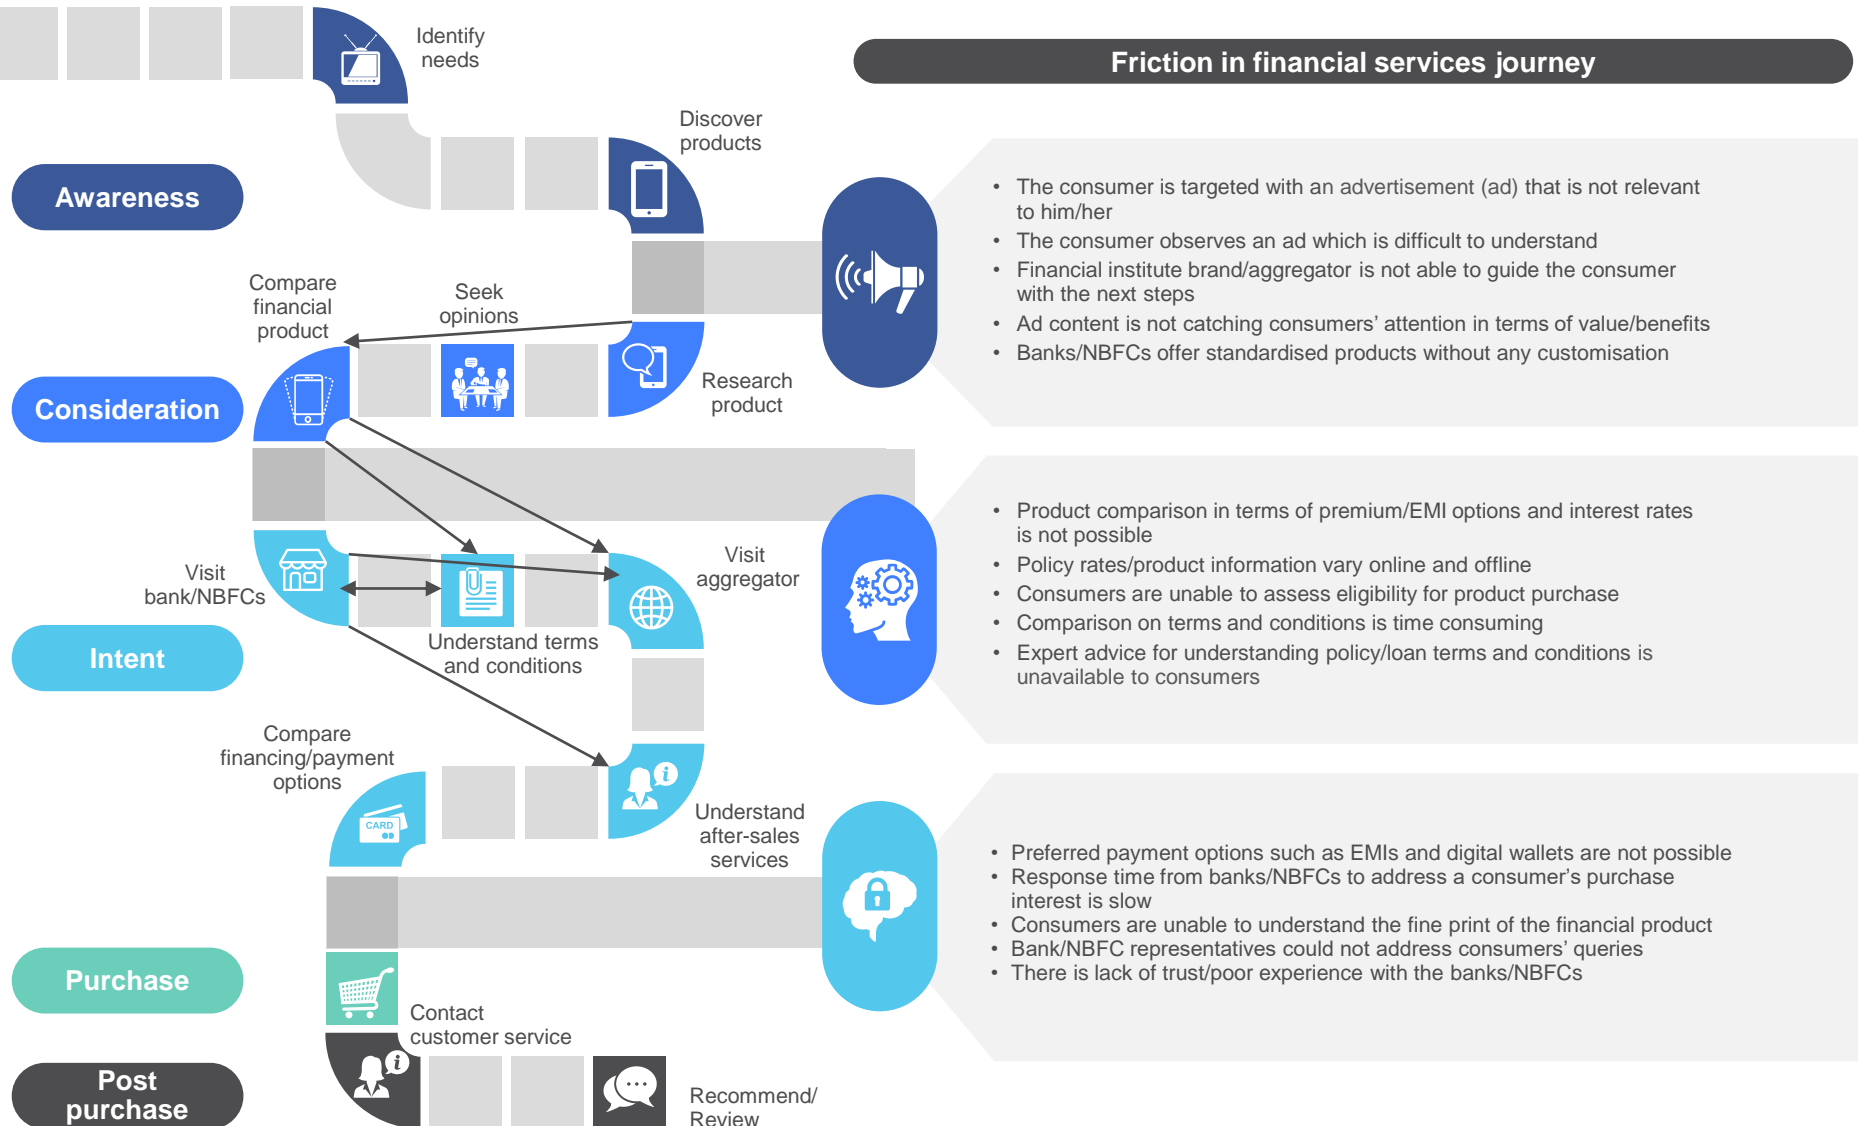 Identify
needs
Friction in financial services journey
Discover
products
Awareness
• The consumer is targeted with an advertisement (ad) that is not relevant
to him/her
• The consumer observes an ad which is difficult to understand
• Financial institute brand/aggregator is not able to guide the consumer
with the next steps
• Ad content is not catching consumers’ attention in terms of value/benefits
• Banks/NBFCs offer standardised products without any customisation
Compare
financial
product
Seek
opinions
Research
product
Consideration
• Product comparison in terms of premium/EMI options and interest rates
is not possible
• Policy rates/product information vary online and offline
• Consumers are unable to assess eligibility for product purchase
• Comparison on terms and conditions is time consuming
• Expert advice for understanding policy/loan terms and conditions is
unavailable to consumers
Visit
bank/NBFCs
Visit
aggregator
Understand terms
and conditions
Intent
Compare
financing/payment
options
CARD
i
Understand
after-sales
services
• Preferred payment options such as EMIs and digital wallets are not possible
• Response time from banks/NBFCs to address a consumer’s purchase
interest is slow
• Consumers are unable to understand the fine print of the financial product
• Bank/NBFC representatives could not address consumers’ queries
• There is lack of trust/poor experience with the banks/NBFCs
Purchase
Contact
customer service
i
Post
purchase
Recommend/
Review